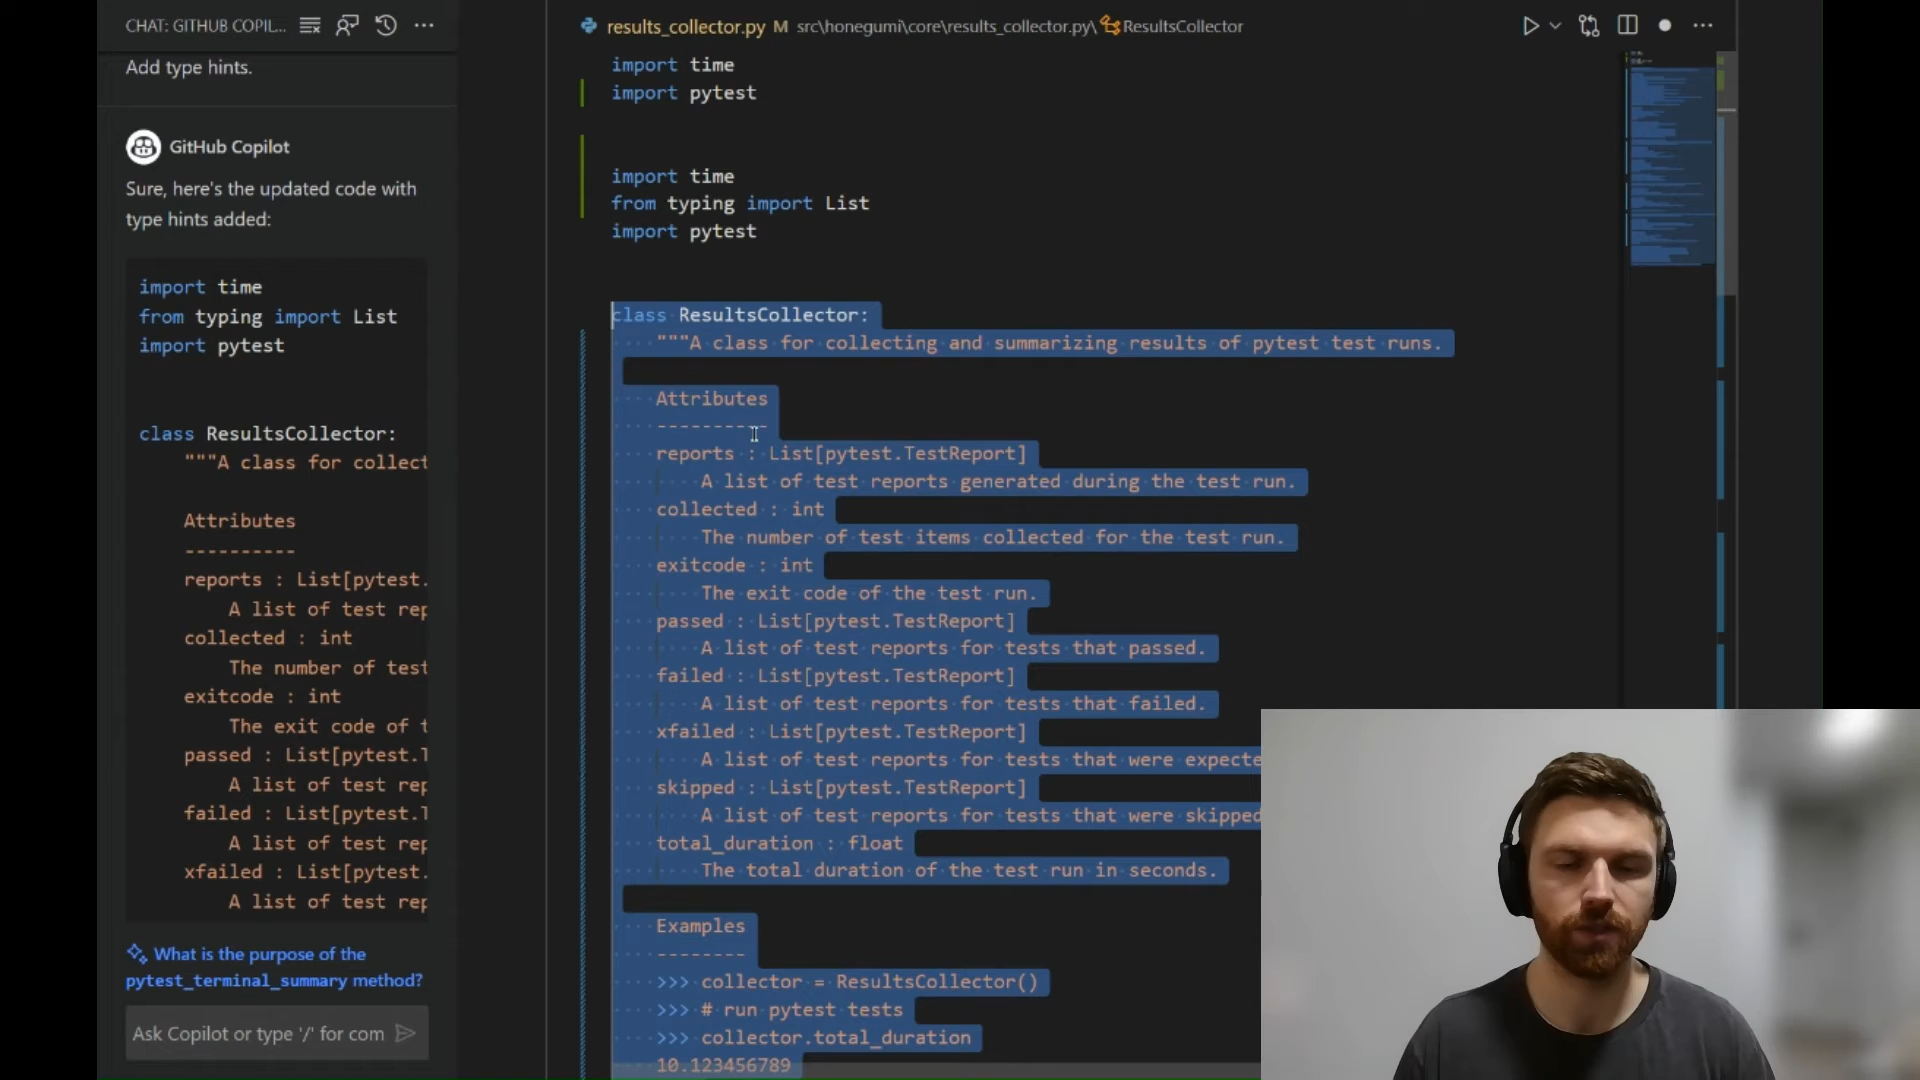 CHAT: GITHUB COPIL...
Add type hints.
GitHub Copilot
Sure, here's the updated code with
type hints added:
import time
from typing import List
import pytest
class ResultsCollector:
"""A class for collect
Attributes
----------
reports : List[pytest.
A list of test rep
collected : int
The number of test
exitcode : int
The exit code of t
passed : List[pytest.T
A list of test rep
failed : List[pytest.T
A list of test rep
xfailed : List[pytest.
A list of test rep
What is the purpose of the
pytest_terminal_summary method?
Ask Copilot or type '/' for com
results_collector.py M src\honegumi\core\results_collector.py\ ResultsCollector
import time
import pytest
import time
from typing import List
import pytest
class ResultsCollector:
"""A class for collecting and summarizing results of pytest test runs.
Attributes
----------
reports : List[pytest.TestReport]
A list of test reports generated during the test run.
collected : int
The number of test items collected for the test run.
exitcode : int
The exit code of the test run.
passed : List[pytest.TestReport]
A list of test reports for tests that passed.
failed : List[pytest.TestReport]
A list of test reports for tests that failed.
xfailed : List[pytest.TestReport]
A list of test reports for tests that were expecte
skipped : List[pytest.TestReport]
A list of test reports for tests that were skipped
total_duration : float
The total duration of the test run in seconds.
Examples
--------
>>> collector = ResultsCollector()
>>> # run pytest tests
>>> collector.total_duration
10.123456789